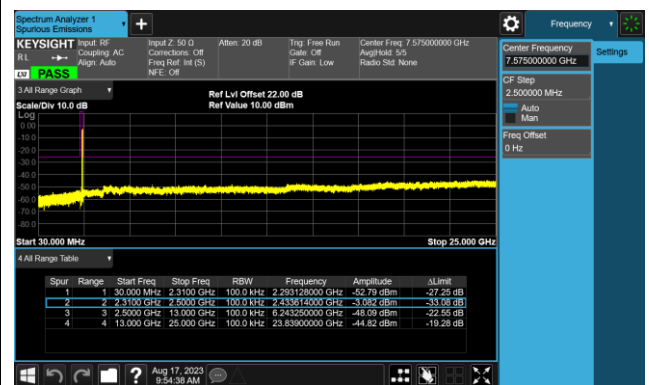 Spectrum Analyzer 1
Spurious Emissions
Frequency
KEYSIGHT
Input: RF
Coupling: AC
Align: Auto
Input Z: 50 Ω
Corrections: Off
Freq Ref: Int (S)
NFE: Off
Atten: 20 dB
Trig: Free Run
Gate: Off
IF Gain: Low
Center Freq: 7.575000000 GHz
Avg|Hold: 5/5
Radio Std: None
RL
LXI
PASS
3 All Range Graph
Scale/Div 10.0 dB
Ref Lvl Offset 22.00 dB
Ref Value 10.00 dBm
Log
0.00
-10.0
-20.0
-30.0
-40.0
-50.0
-60.0
-70.0
-80.0
Start 30.000 MHz
Stop 25.000 GHz
4 All Range Table
Spur Range Start Freq Stop Freq RBW Frequency Amplitude ΔLimit
1 1 30.000 MHz 2.3100 GHz 100.0 kHz 2.293128000 GHz -52.79 dBm -27.25 dB
2 2 2.3100 GHz 2.5000 GHz 100.0 kHz 2.433614000 GHz -3.082 dBm -33.08 dB
3 3 2.5000 GHz 13.000 GHz 100.0 kHz 6.243250000 GHz -48.09 dBm -22.55 dB
4 4 13.000 GHz 25.000 GHz 100.0 kHz 23.83900000 GHz -44.82 dBm -19.28 dB
Center Frequency
7.575000000 GHz
Settings
CF Step
2.500000 MHz
Auto
Man
Freq Offset
0 Hz
?
Aug 17, 2023
9:54:38 AM